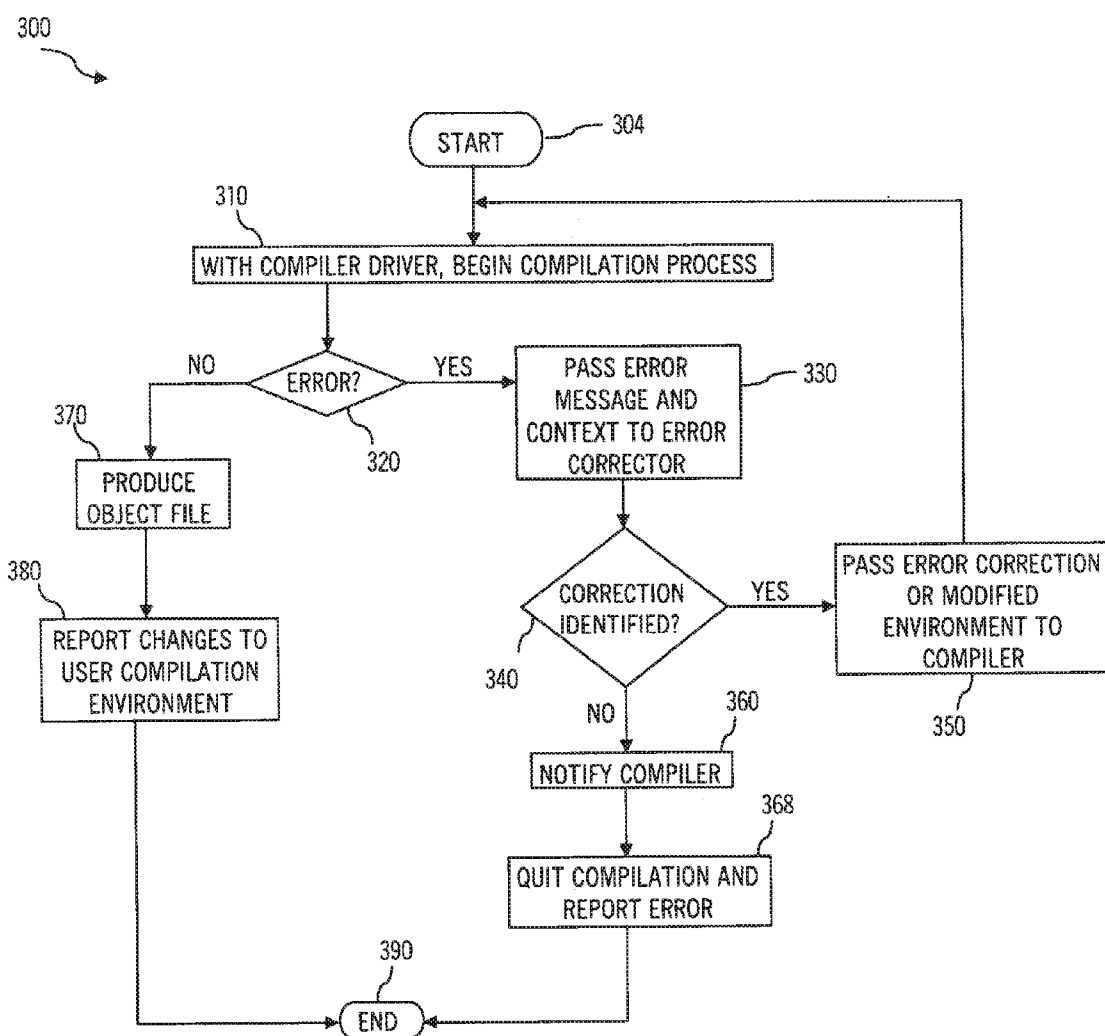 300
START
304
310
WITH COMPILER DRIVER, BEGIN COMPILATION PROCESS
NO
ERROR?
YES
320
PASS ERROR
MESSAGE AND
CONTEXT TO ERROR
CORRECTOR
330
370
PRODUCE
OBJECT FILE
380
REPORT CHANGES TO
USER COMPILATION
ENVIRONMENT
CORRECTION
IDENTIFIED?
340
YES
PASS ERROR CORRECTION
OR MODIFIED
ENVIRONMENT TO
COMPILER
350
NO
360
NOTIFY COMPILER
368
QUIT COMPILATION AND
REPORT ERROR
390
END